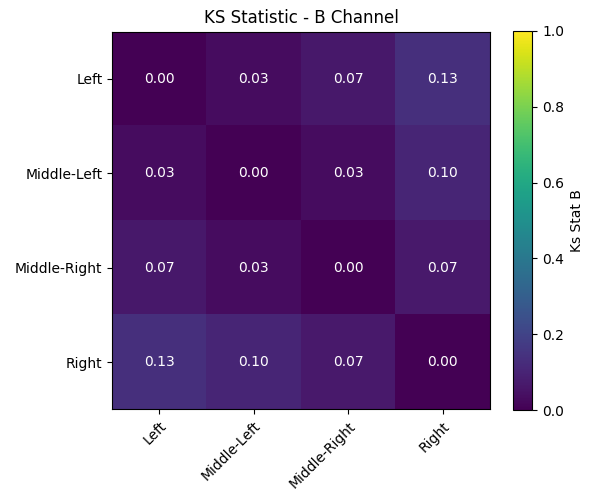 KS Statistic - B Channel
Left 0.00 0.03 0.07 0.13
Middle-Left 0.03 0.00 0.03 0.10
Middle-Right 0.07 0.03 0.00 0.07
Right 0.13 0.10 0.07 0.00
Left Middle-Left Middle-Right Right
1.0
0.8
0.6
0.4
0.2
0.0
Ks Stat B